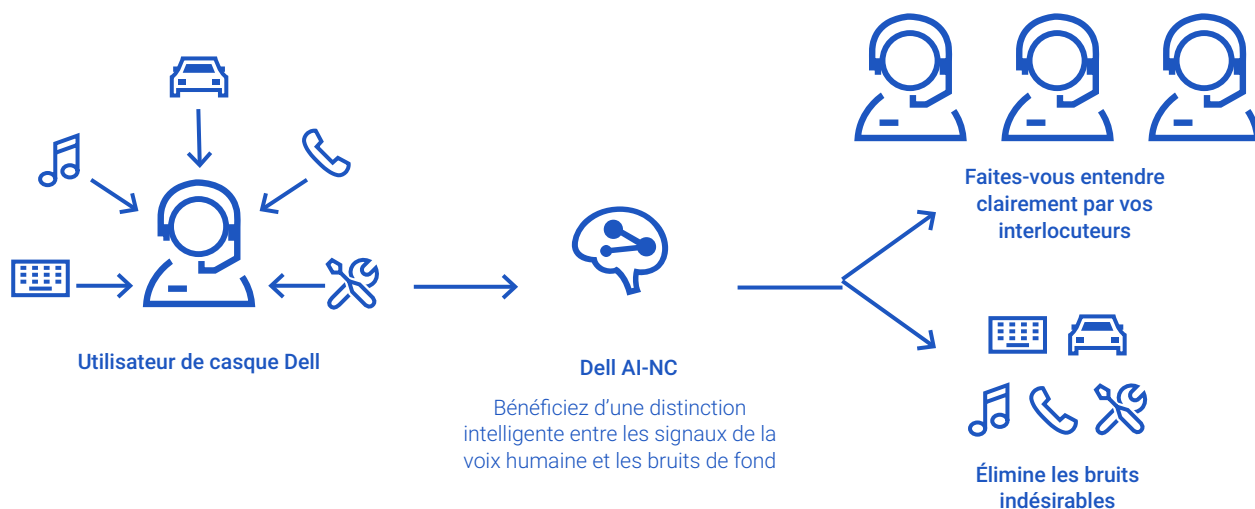 Utilisateur de casque Dell
Dell AI-NC
Bénéficiez d’une distinction
intelligente entre les signaux de la
voix humaine et les bruits de fond
Faites-vous entendre
clairement par vos
interlocuteurs
Élimine les bruits
indésirables